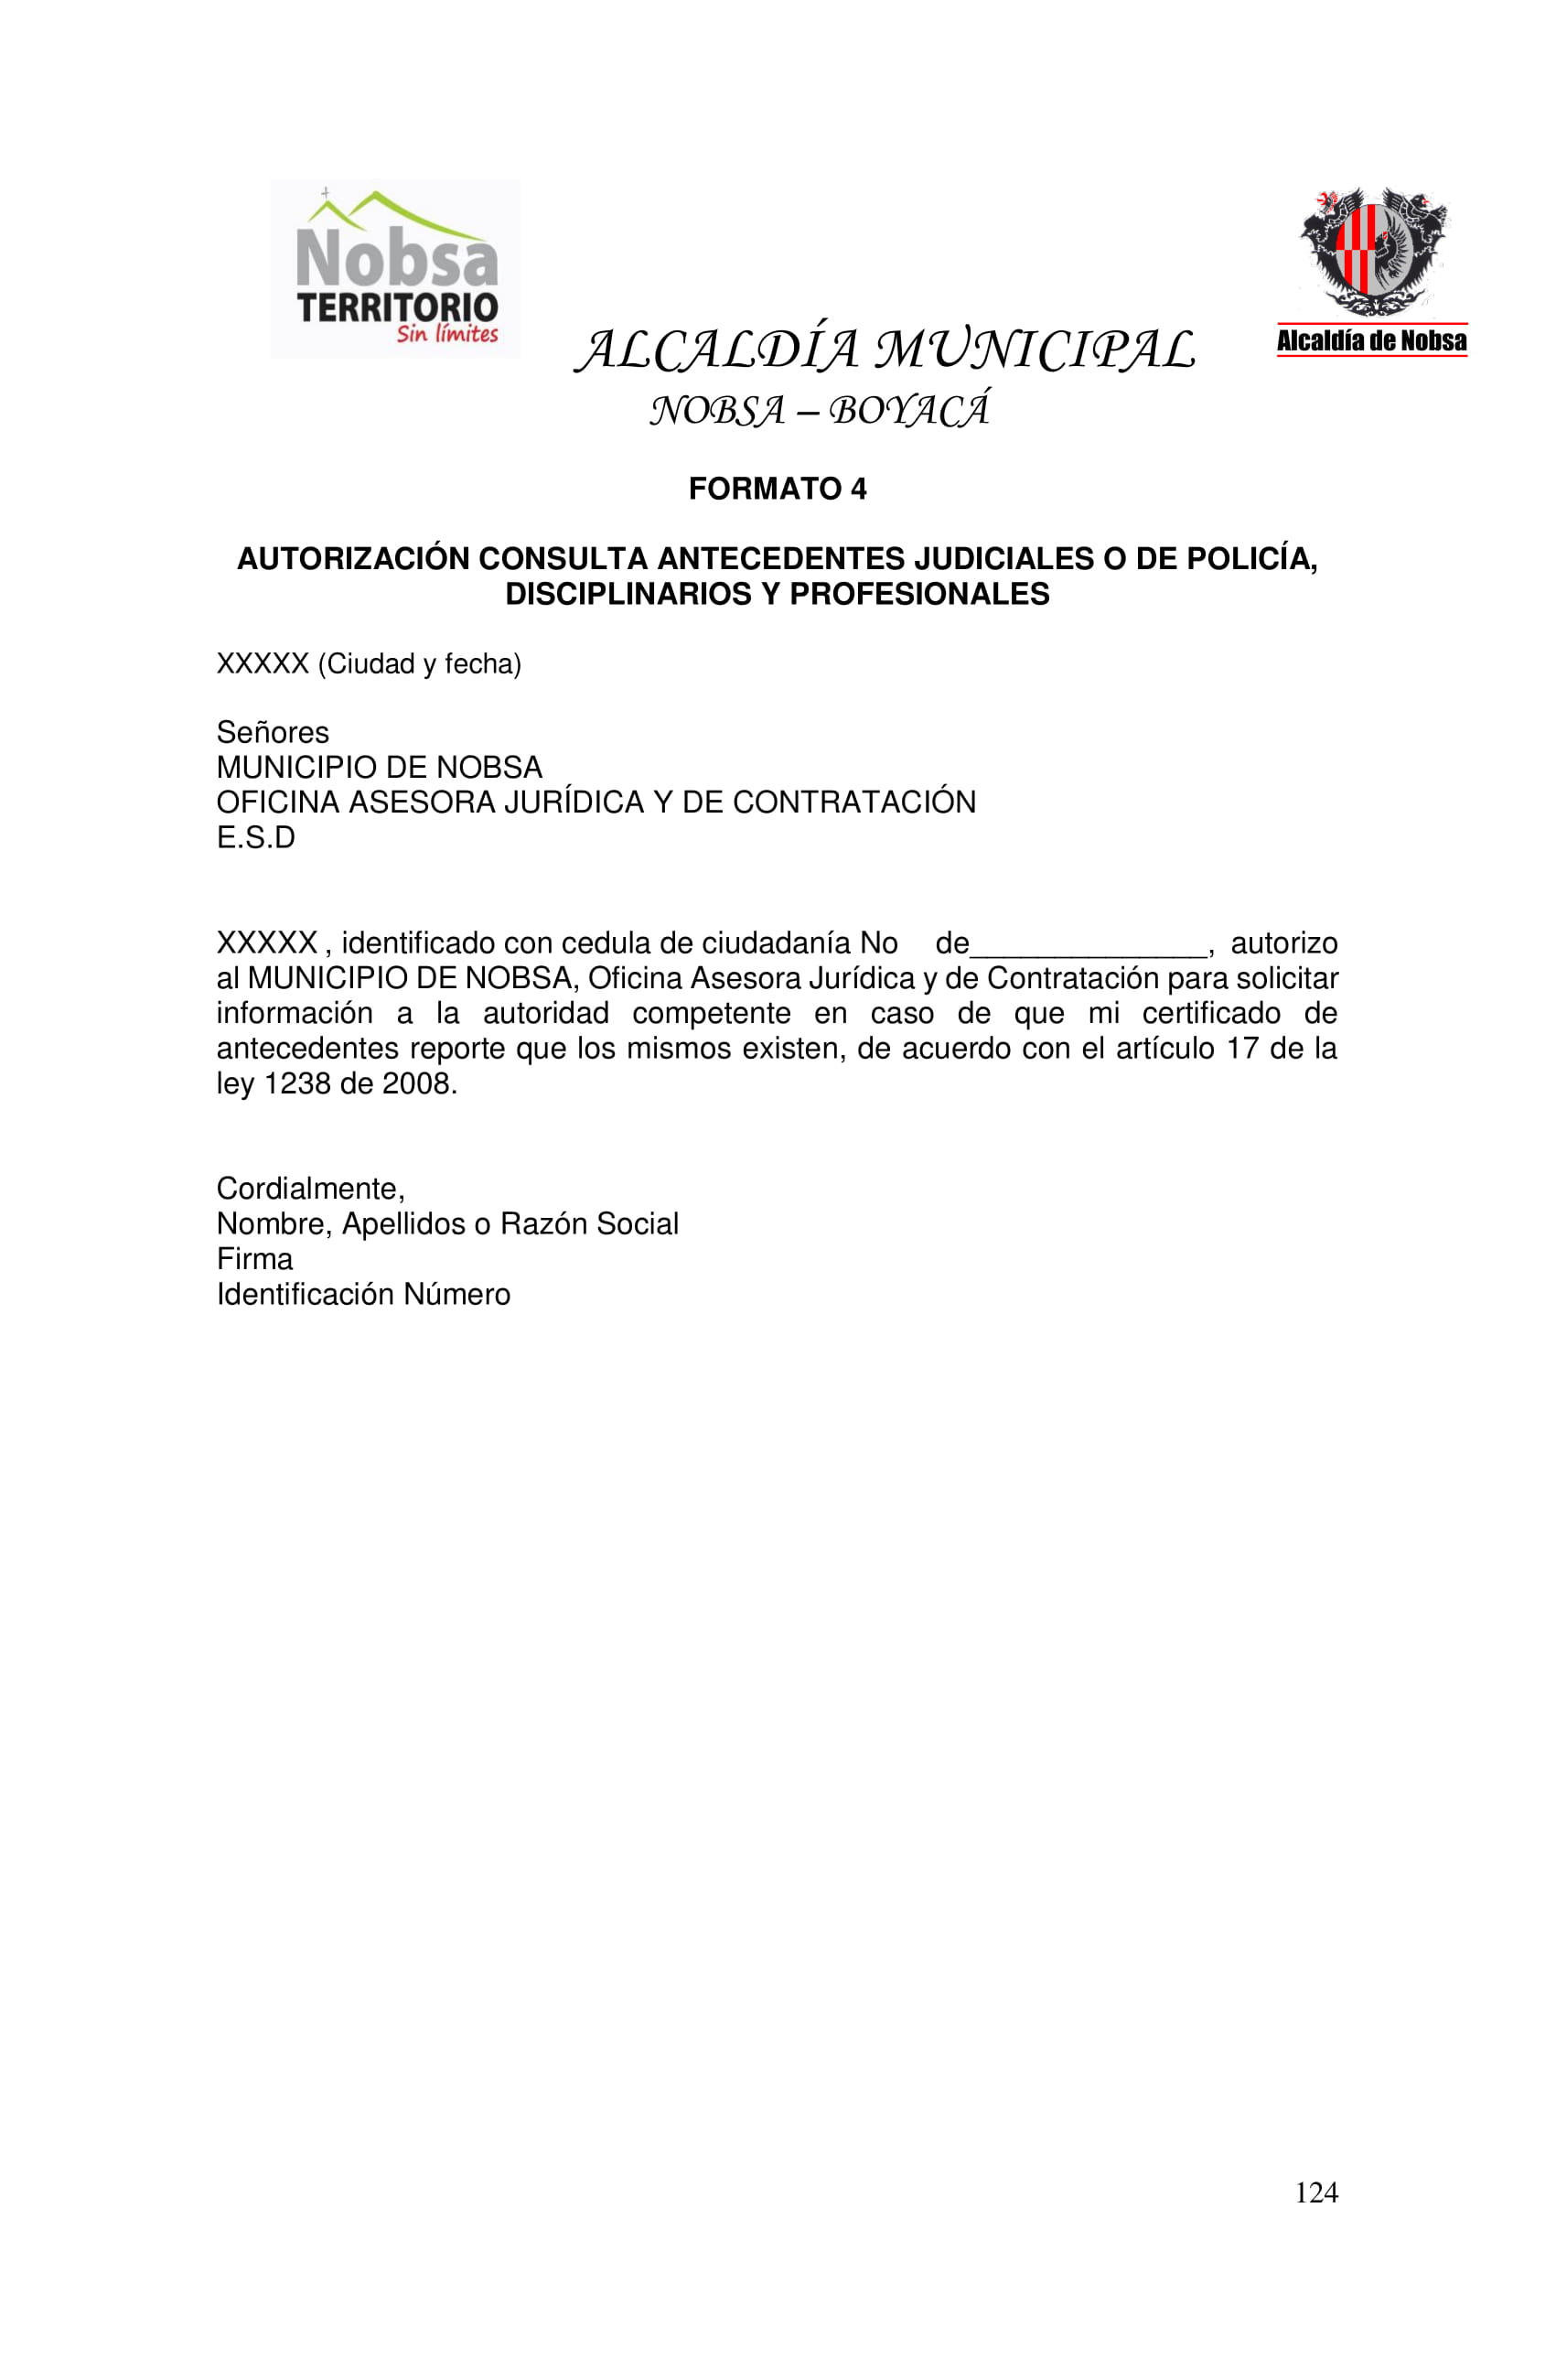 Nobsa
TERRITORIO
Sin límites
Alcaldía de Nobsa
ALCALDÍA MUNICIPAL
NOBSA – BOYACÁ
FORMATO 4
AUTORIZACIÓN CONSULTA ANTECEDENTES JUDICIALES O DE POLICÍA,
DISCIPLINARIOS Y PROFESIONALES
XXXXX (Ciudad y fecha)
Señores
MUNICIPIO DE NOBSA
OFICINA ASESORA JURÍDICA Y DE CONTRATACIÓN
E.S.D
XXXXX , identificado con cedula de ciudadanía No de______________, autorizo
al MUNICIPIO DE NOBSA, Oficina Asesora Jurídica y de Contratación para solicitar
información a la autoridad competente en caso de que mi certificado de
antecedentes reporte que los mismos existen, de acuerdo con el artículo 17 de la
ley 1238 de 2008.
Cordialmente,
Nombre, Apellidos o Razón Social
Firma
Identificación Número
124